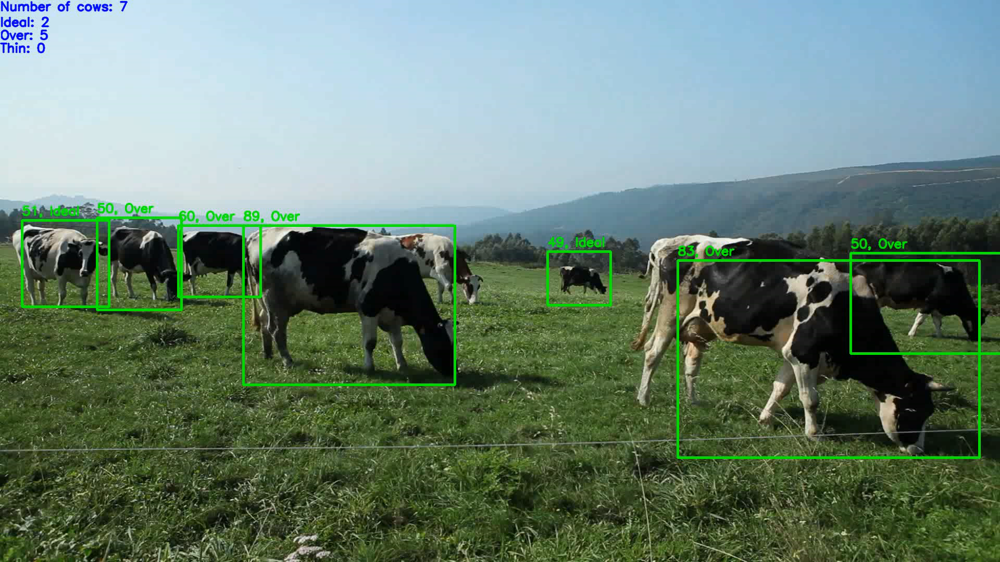 Number of cows: 7
Ideal: 2
Over: 5
Thin: 0
51, Ideal
50, Over
60, Over
89, Over
49, Ideal
83, Over
50, Over